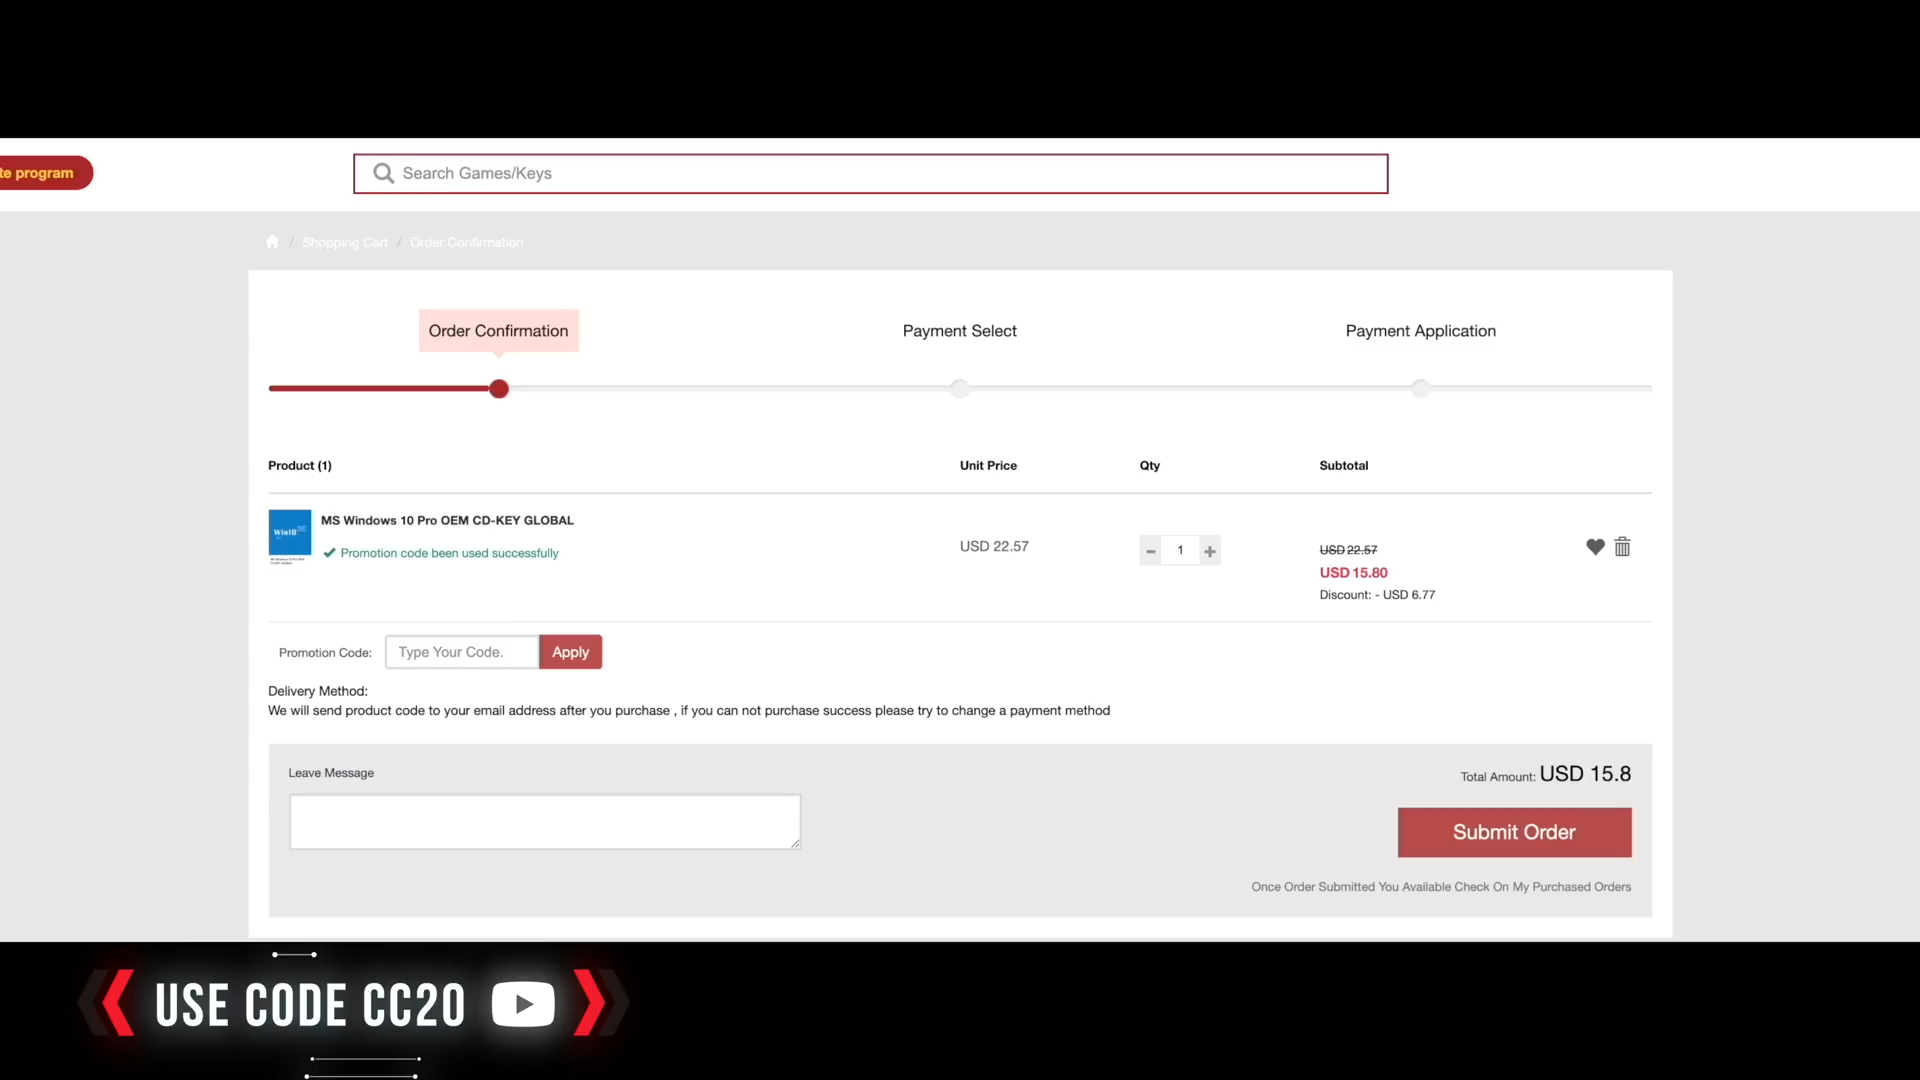 te program
Search Games/Keys
/ Shopping Cart / Order Confirmation
Order Confirmation
Payment Select
Payment Application
Product (1)
Unit Price
Qty
Subtotal
Win10
MS Windows 10 Pro OEM CD-KEY GLOBAL
Promotion code been used successfully
USD 22.57
1
USD 22.57
USD 15.80
Discount: - USD 6.77
Promotion Code:
Type Your Code.
Apply
Delivery Method:
We will send product code to your email address after you purchase , if you can not purchase success please try to change a payment method
Leave Message
Total Amount: USD 15.8
Submit Order
Once Order Submitted You Available Check On My Purchased Orders
USE CODE CC20